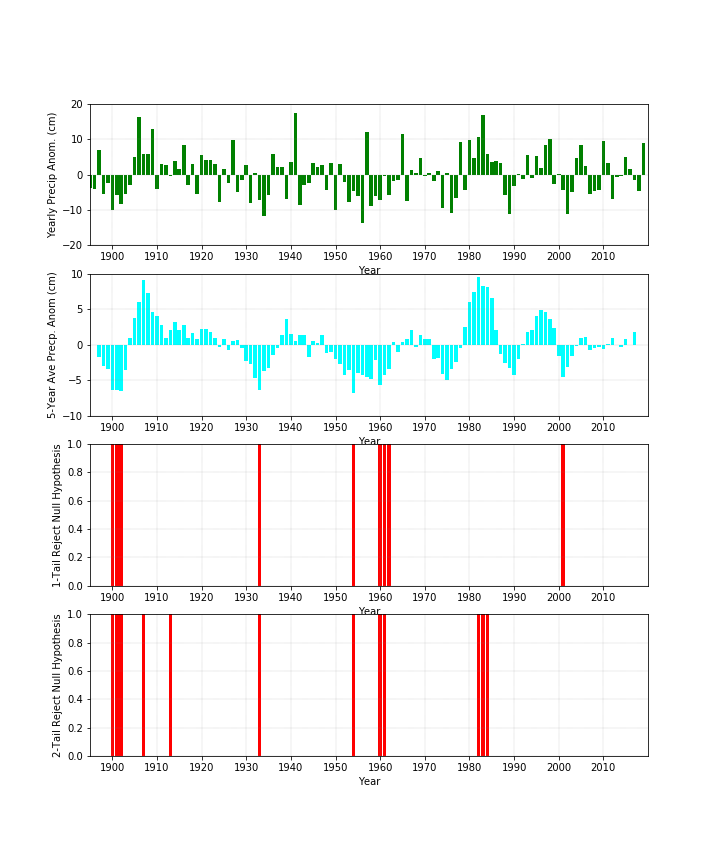 Yearly Precip Anom. (cm)
20
10
0
−10
−20
1900 1910 1920 1930 1940 1950 1960 1970 1980 1990 2000 2010
Year
5-Year Ave Precp. Anom (cm)
10
5
0
−5
−10
1900 1910 1920 1930 1940 1950 1960 1970 1980 1990 2000 2010
Year
1-Tail Reject Null Hypothesis
1.0
0.8
0.6
0.4
0.2
0.0
1900 1910 1920 1930 1940 1950 1960 1970 1980 1990 2000 2010
Year
2-Tail Reject Null Hypothesis
1.0
0.8
0.6
0.4
0.2
0.0
1900 1910 1920 1930 1940 1950 1960 1970 1980 1990 2000 2010
Year